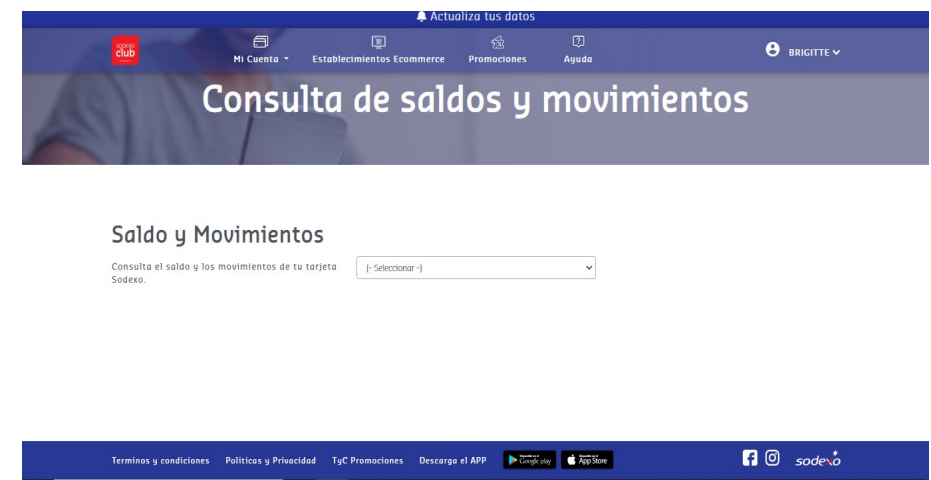 Actualiza tus datos
sodexo
club
Mi Cuenta
Establecimientos Ecommerce
Promociones
Ayuda
BRIGITTE
Consulta de saldos y movimientos
Saldo y Movimientos
Consulta el saldo y los movimientos de tu tarjeta
Sodexo.
[- Seleccionar -]
Terminos y condiciones
Politicas y Privacidad
TyC Promociones
Descarga el APP
Google play
App Store
sodexo